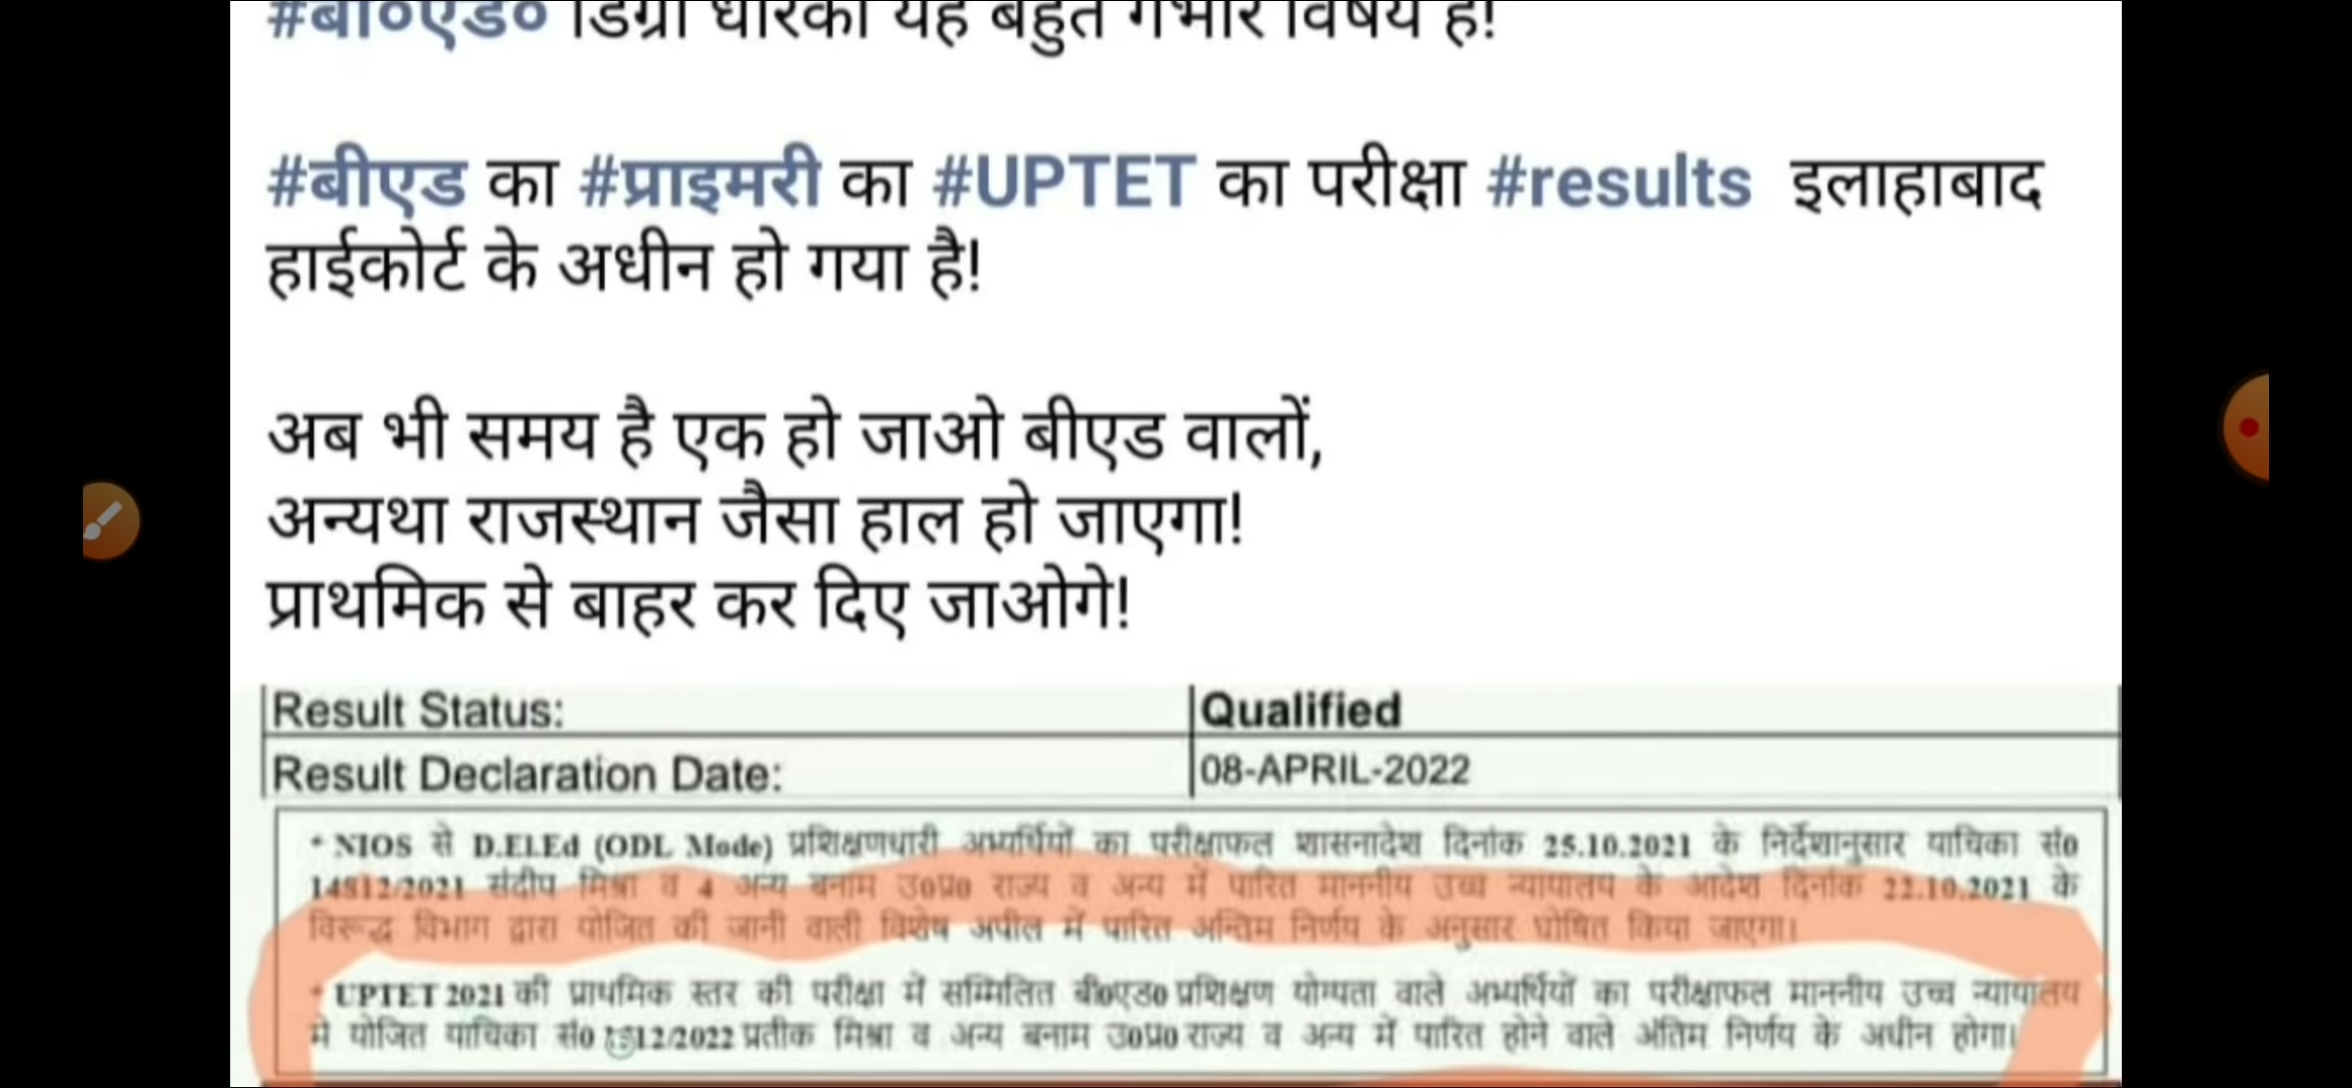 #बी०एड० डिग्री धारकों यह बहुत गंभीर विषय है!
#बीएड का #प्राइमरी का #UPTET का परीक्षा #results इलाहाबाद
हाईकोर्ट के अधीन हो गया है!
अब भी समय है एक हो जाओ बीएड वालों,
अन्यथा राजस्थान जैसा हाल हो जाएगा!
प्राथमिक से बाहर कर दिए जाओगे!
Result Status: Qualified
Result Declaration Date: 08-APRIL-2022
* NIOS से D.El.Ed (ODL Mode) प्रशिक्षणधारी अभ्यर्थियों का परीक्षाफल शासनादेश दिनांक 25.10.2021 के निर्देशानुसार याचिका सं0
14812/2021 संदीप मिश्रा व 4 अन्य बनाम उ0प्र0 राज्य व अन्य में पारित माननीय उच्च न्यायालय के आदेश दिनांक 22.10.2021 के
विरूद्ध विभाग द्वारा योजित की जानी वाली विशेष अपील में पारित अन्तिम निर्णय के अनुसार घोषित किया जाएगा।
* UPTET 2021 की प्राथमिक स्तर की परीक्षा में सम्मिलित बी0एड0 प्रशिक्षण योग्यता वाले अभ्यर्थियों का परीक्षाफल माननीय उच्च न्यायालय
मे योजित याचिका सं0 प्रतीक मिश्रा व अन्य बनाम उ0प्र0 राज्य व अन्य में पारित होने वाले अंतिम निर्णय के अधीन होगा।